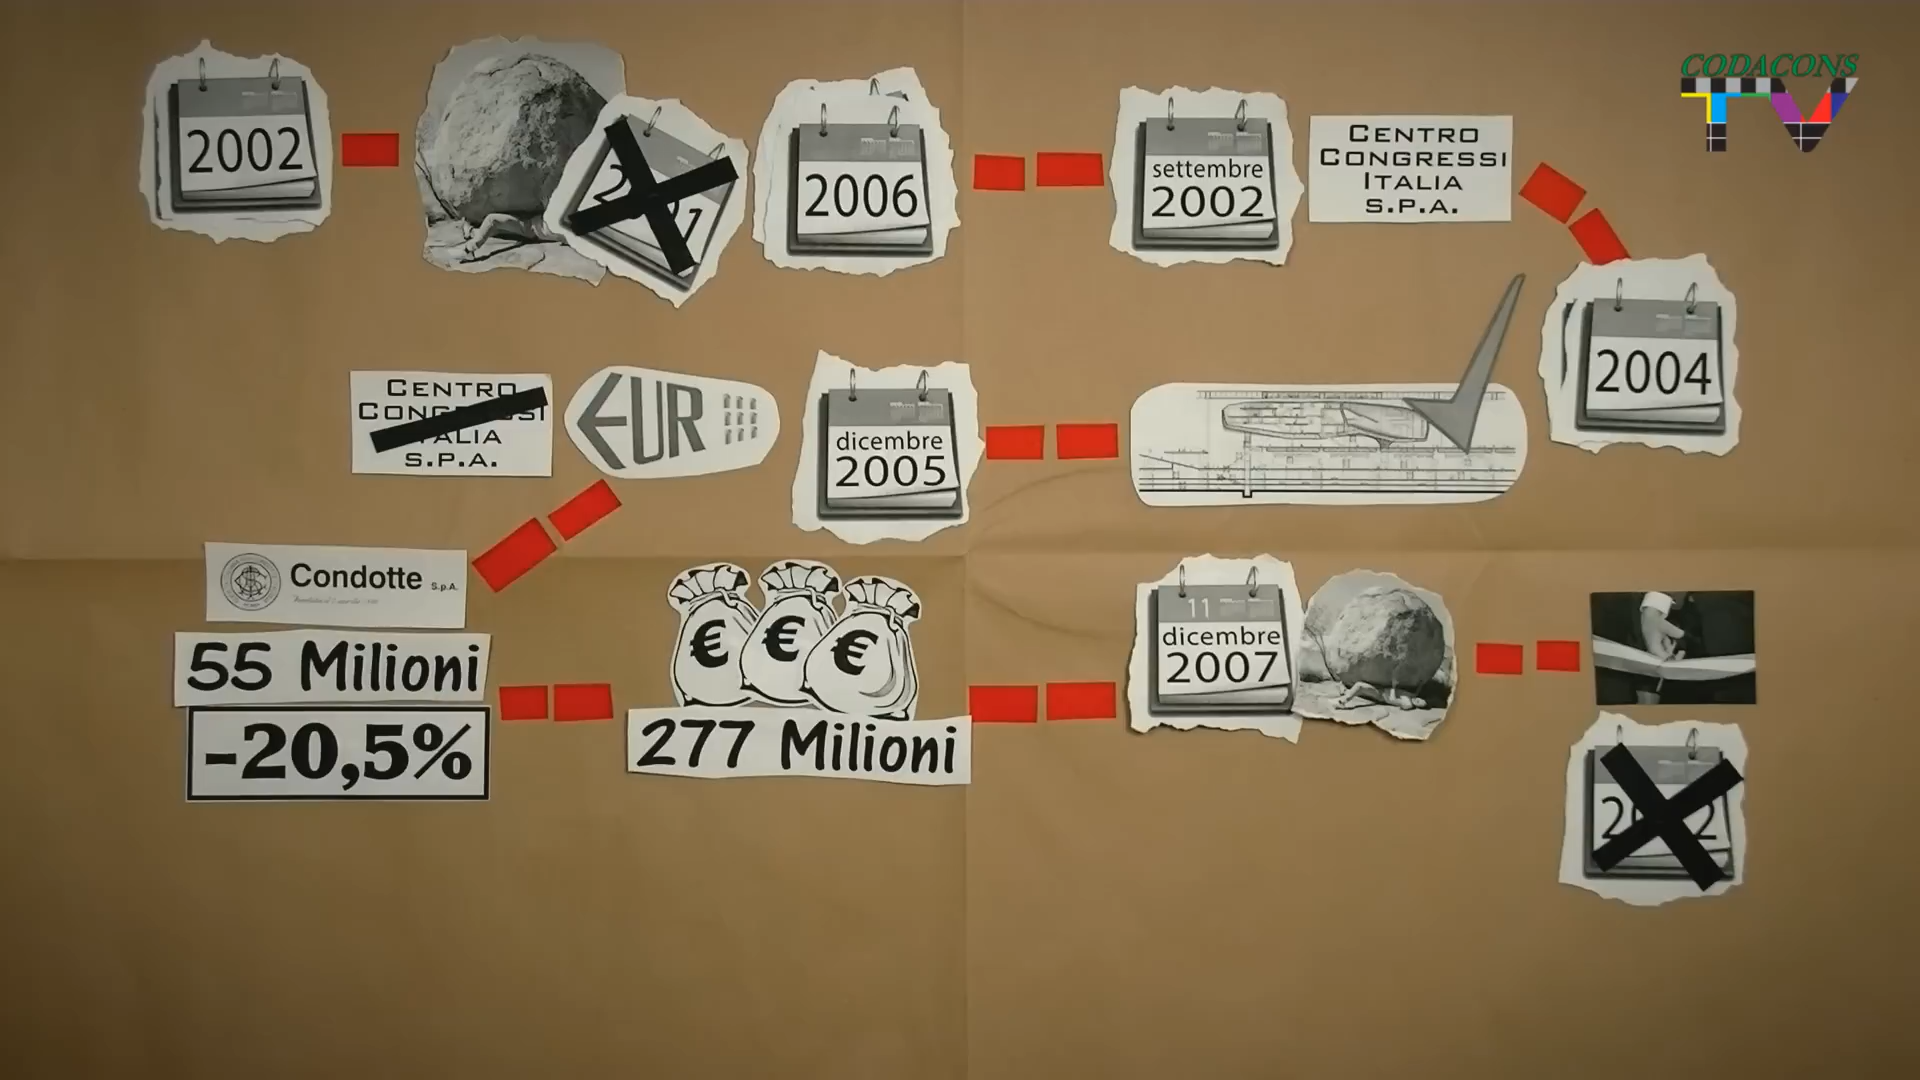 CODACONS
TV
2002
2006
settembre
2002
CENTRO
CONGRESSI
ITALIA
S.P.A.
2004
CENTRO
CONGRESSI
ITALIA
S.P.A.
EUR
dicembre
2005
Condotte S.p.A.
55 Milioni
-20,5%
€ € €
277 Milioni
11
dicembre
2007